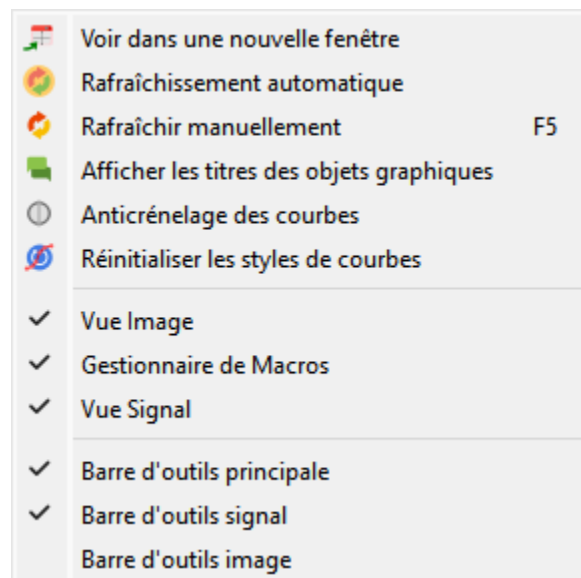 Voir dans une nouvelle fenêtre
Rafraîchissement automatique
Rafraîchir manuellement F5
Afficher les titres des objets graphiques
Anticrénelage des courbes
Réinitialiser les styles de courbes
Vue Image
Gestionnaire de Macros
Vue Signal
Barre d'outils principale
Barre d'outils signal
Barre d'outils image